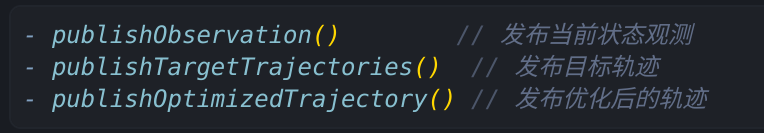 - publishObservation() // 发布当前状态观测
- publishTargetTrajectories() // 发布目标轨迹
- publishOptimizedTrajectory() // 发布优化后的轨迹